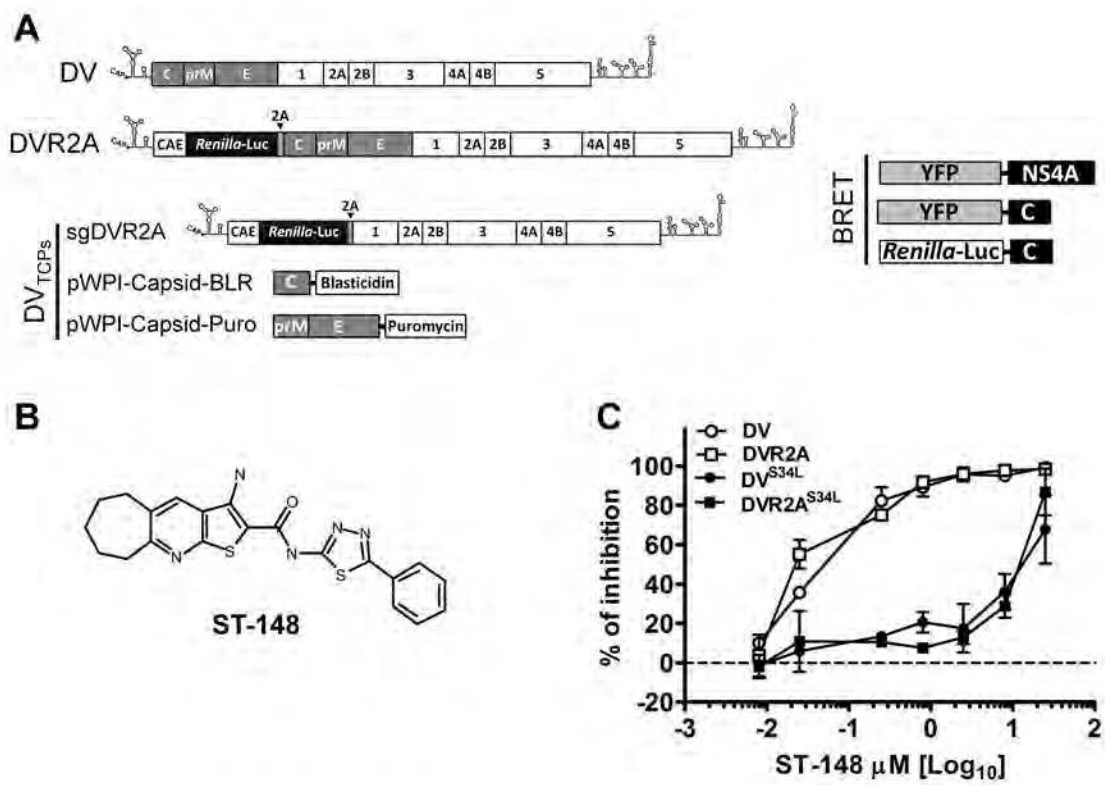 A
DV
C prM E 1 2A 2B 3 4A 4B 5
2A
DVR2A
CAE Renilla-Luc C prM E 1 2A 2B 3 4A 4B 5
2A
sgDVR2A
CAE Renilla-Luc 1 2A 2B 3 4A 4B 5
DVTCPs
pWPI-Capsid-BLR
C Blasticidin
pWPI-Capsid-Puro
prM E Puromycin
BRET
YFP NS4A
YFP C
Renilla-Luc C
B
N
O
N N
N S N S
ST-148
C
DV
DVR2A
DVS34L
DVR2AS34L
% of inhibition
100
80
60
40
20
0
-20
-3 -2 -1 0 1 2
ST-148 μM [Log10]